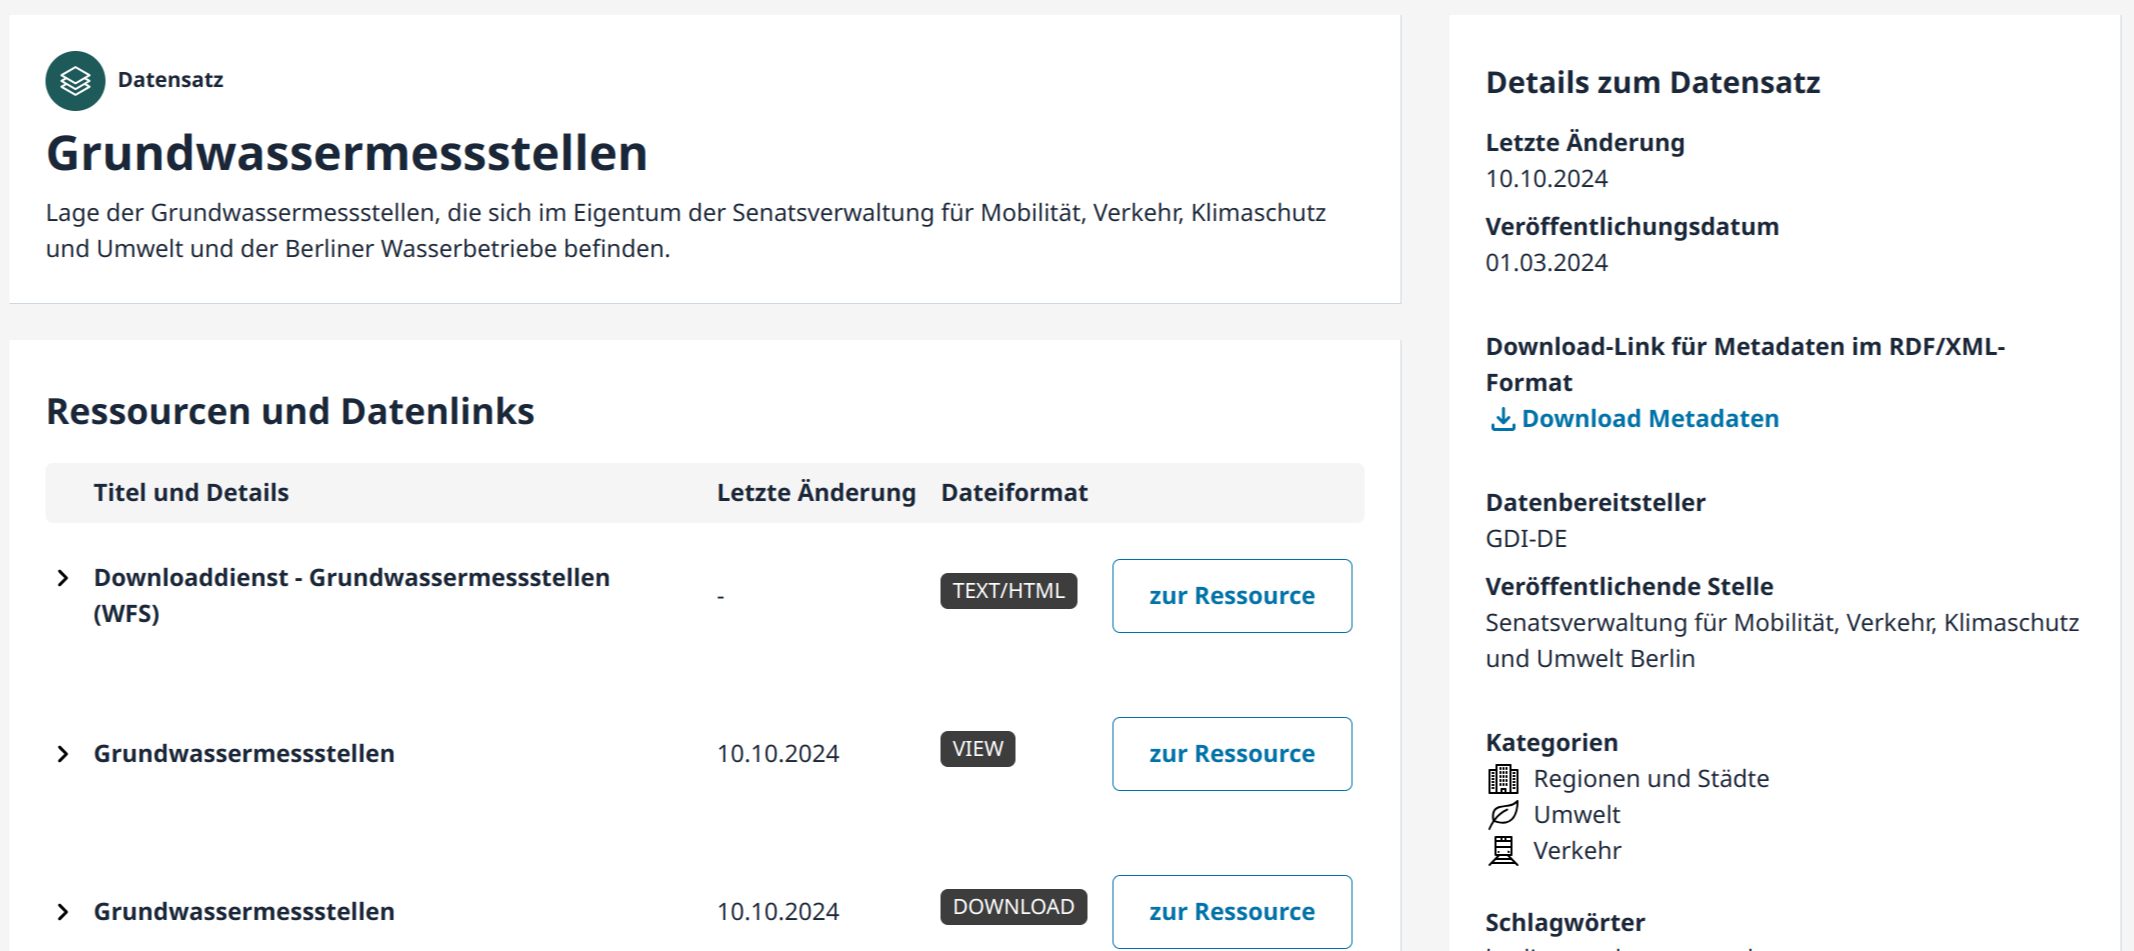 Datensatz
Grundwassermessstellen
Lage der Grundwassermessstellen, die sich im Eigentum der Senatsverwaltung für Mobilität, Verkehr, Klimaschutz
und Umwelt und der Berliner Wasserbetriebe befinden.
Ressourcen und Datenlinks
Titel und Details Letzte Änderung Dateiformat
Downloaddienst - Grundwassermessstellen
(WFS)
- TEXT/HTML zur Ressource
Grundwassermessstellen 10.10.2024 VIEW zur Ressource
Grundwassermessstellen 10.10.2024 DOWNLOAD zur Ressource
Details zum Datensatz
Letzte Änderung
10.10.2024
Veröffentlichungsdatum
01.03.2024
Download-Link für Metadaten im RDF/XML-
Format
Download Metadaten
Datenbereitsteller
GDI-DE
Veröffentlichende Stelle
Senatsverwaltung für Mobilität, Verkehr, Klimaschutz
und Umwelt Berlin
Kategorien
Regionen und Städte
Umwelt
Verkehr
Schlagwörter